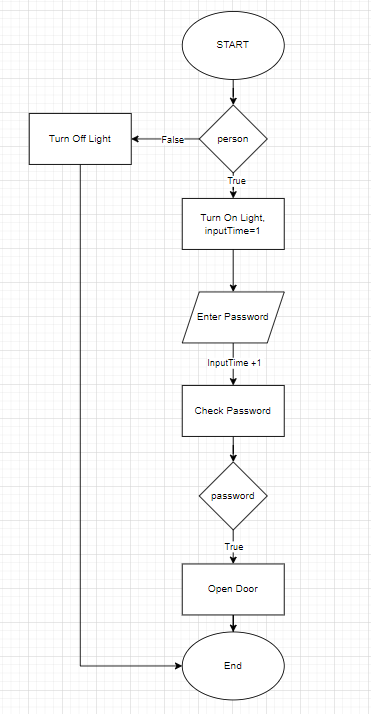 START
person
False
Turn Off Light
True
Turn On Light,
inputTime=1
Enter Password
InputTime +1
Check Password
password
True
Open Door
End